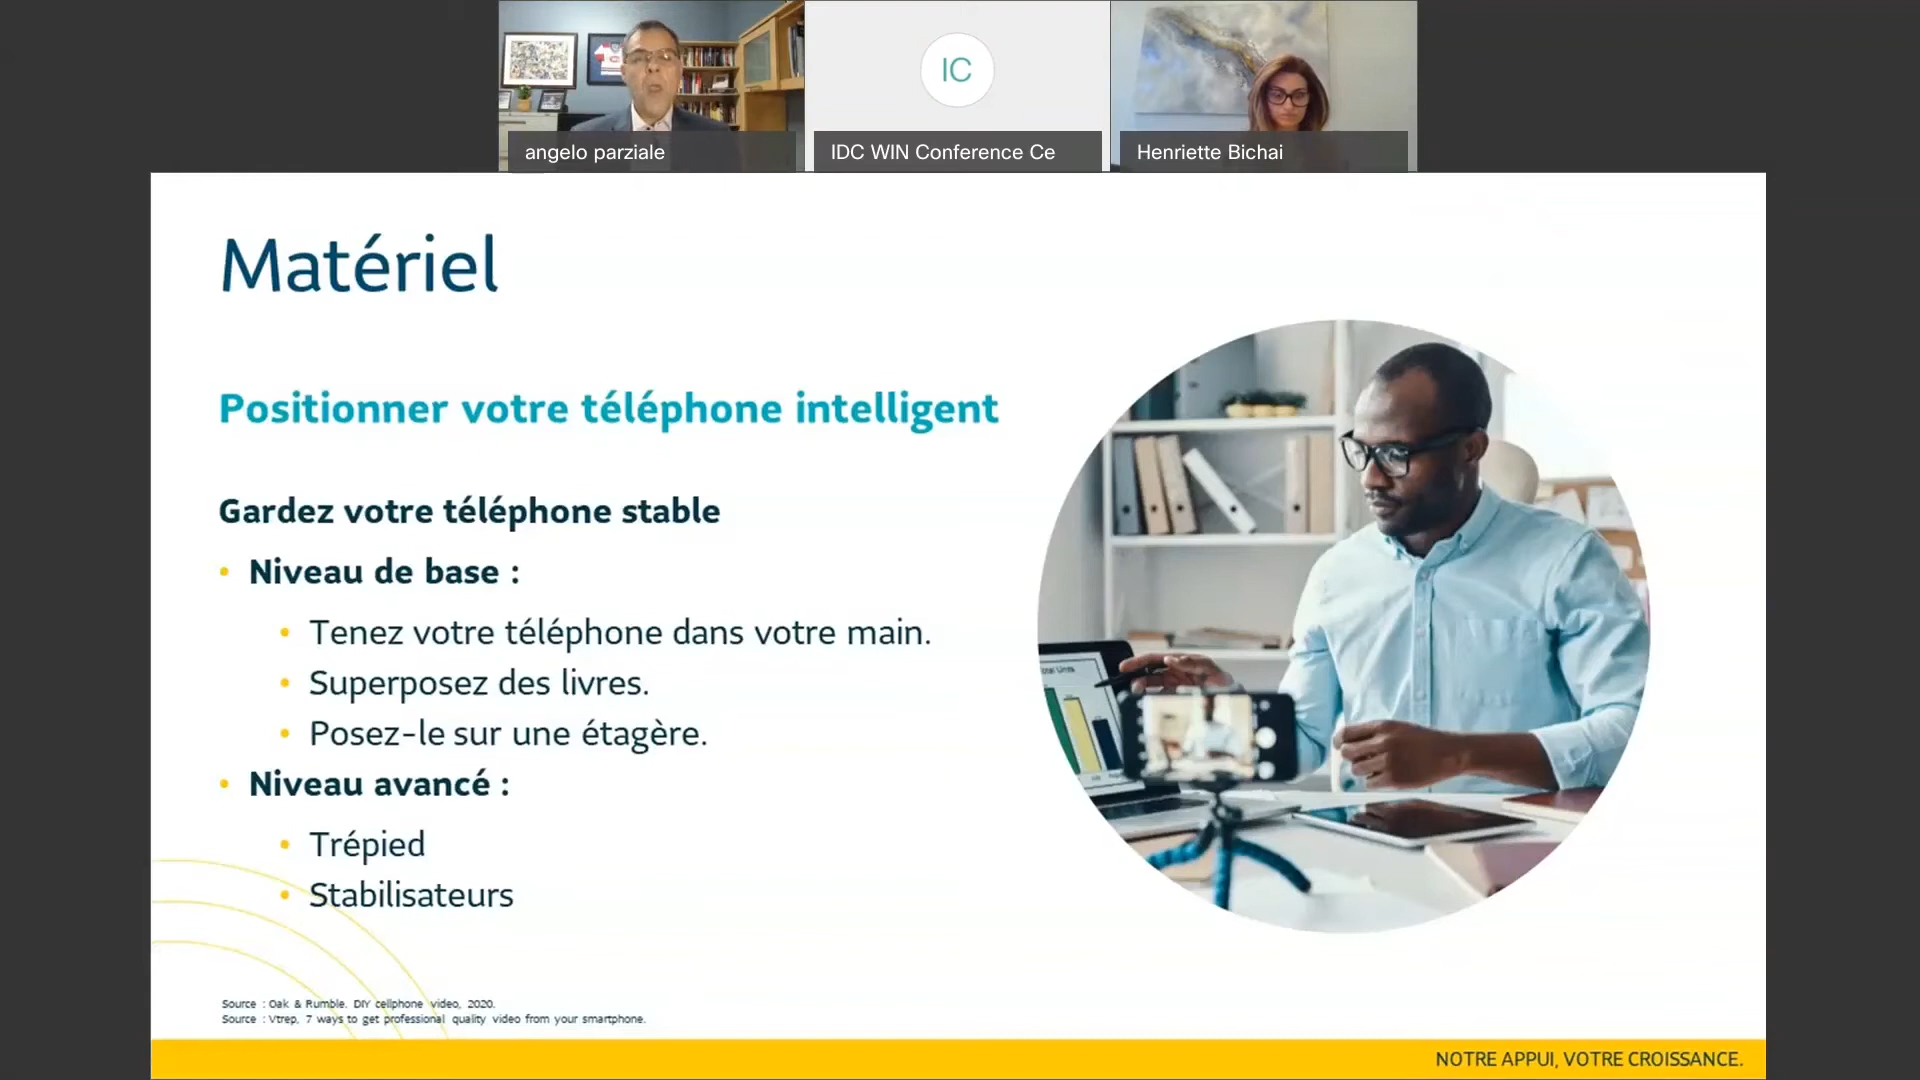 IC
angelo parziale
IDC WIN Conference Ce
Henriette Bichai
Matériel
Positionner votre téléphone intelligent
Gardez votre téléphone stable
• Niveau de base :
• Tenez votre téléphone dans votre main.
• Superposez des livres.
• Posez-le sur une étagère.
• Niveau avancé :
• Trépied
• Stabilisateurs
Source : Oak & Rumble. DIY cellphone video, 2020.
Source : Vtrep, 7 ways to get professional quality video from your smartphone.
NOTRE APPUI, VOTRE CROISSANCE.